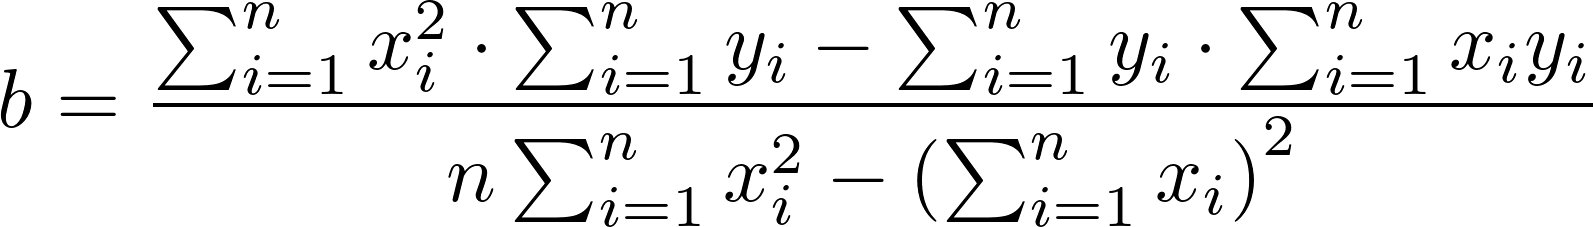 b = \frac{\sum_{i=1}^{n} x_i^2 \cdot \sum_{i=1}^{n} y_i - \sum_{i=1}^{n} y_i \cdot \sum_{i=1}^{n} x_i y_i}{n \sum_{i=1}^{n} x_i^2 - \left( \sum_{i=1}^{n} x_i \right)^2}